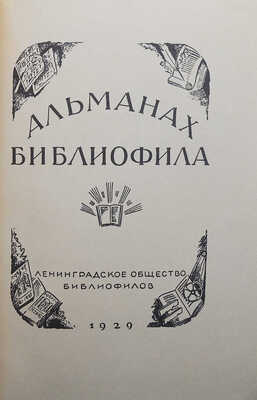 АЛЬМАНАХ
БИБЛИОФИЛА
ЛЕНИНГРАДСКОЕ ОБЩЕСТВО
БИБЛИОФИЛОВ
1929